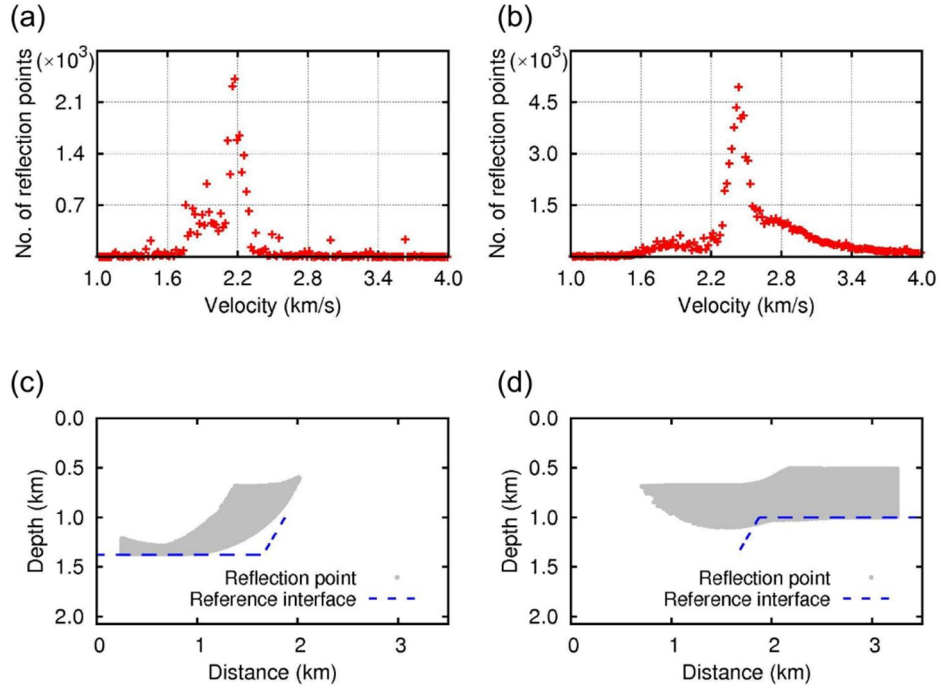 (a)
(×10³)
No. of reflection points
2.1
1.4
0.7
1.0 1.6 2.2 2.8 3.4 4.0
Velocity (km/s)
(b)
(×10³)
No. of reflection points
4.5
3.0
1.5
1.0 1.6 2.2 2.8 3.4 4.0
Velocity (km/s)
(c)
Depth (km)
0.0
0.5
1.0
1.5
2.0
Reflection point
Reference interface
0 1 2 3
Distance (km)
(d)
Depth (km)
0.0
0.5
1.0
1.5
2.0
Reflection point
Reference interface
0 1 2 3
Distance (km)